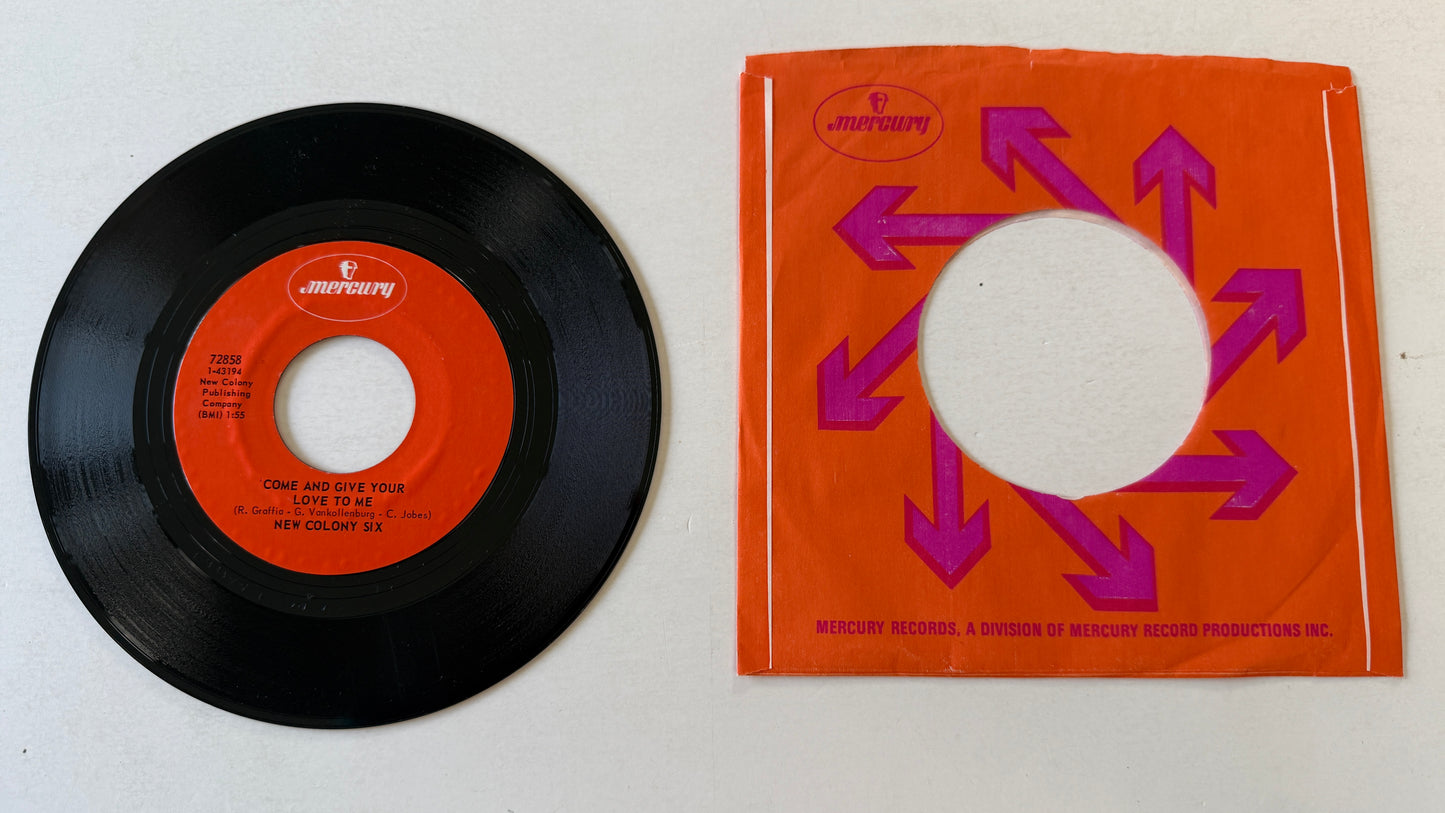 mercury
72858
1-43194
New Colony
Publishing
Company
(BMI) 1:55
COME AND GIVE YOUR
LOVE TO ME
(R. Graffia - G. Vankollenburg - C. Jobes)
NEW COLONY SIX
mercury
MERCURY RECORDS, A DIVISION OF MERCURY RECORD PRODUCTIONS INC.